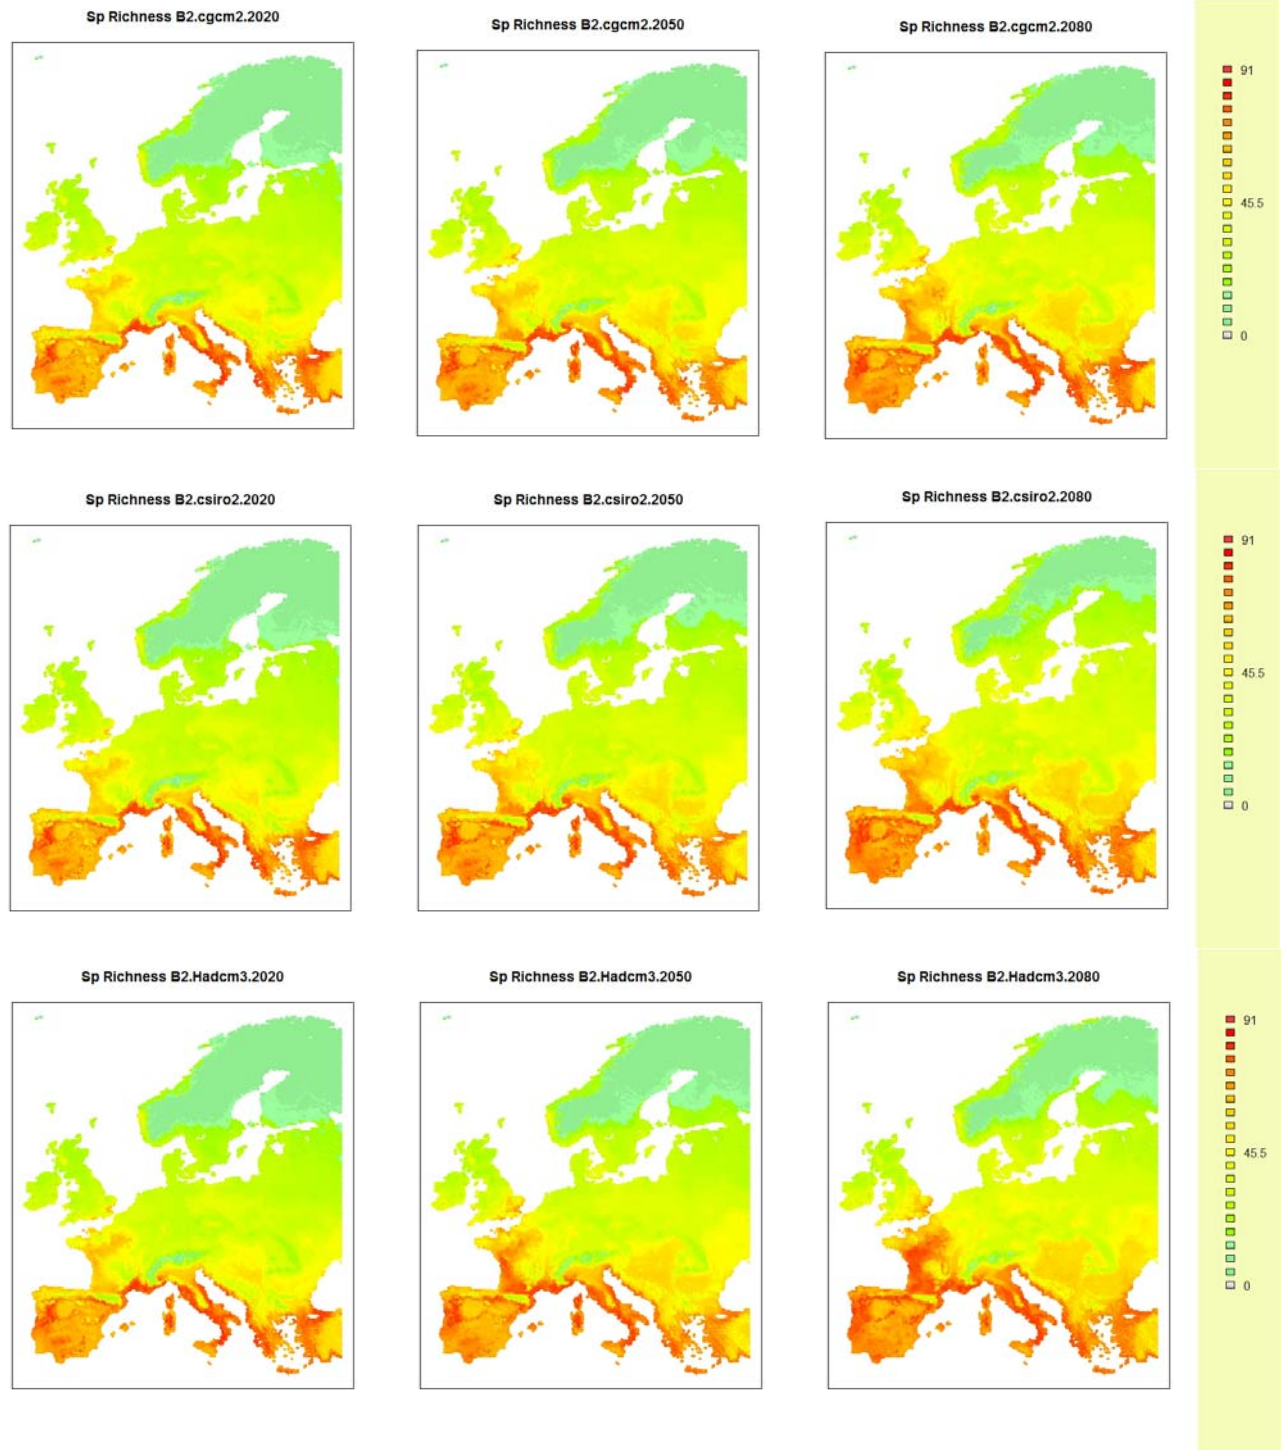 Sp Richness B2.cgcm2.2020
Sp Richness B2.cgcm2.2050
Sp Richness B2.cgcm2.2080
91
45.5
0
Sp Richness B2.csiro2.2020
Sp Richness B2.csiro2.2050
Sp Richness B2.csiro2.2080
91
45.5
0
Sp Richness B2.Hadcm3.2020
Sp Richness B2.Hadcm3.2050
Sp Richness B2.Hadcm3.2080
91
45.5
0